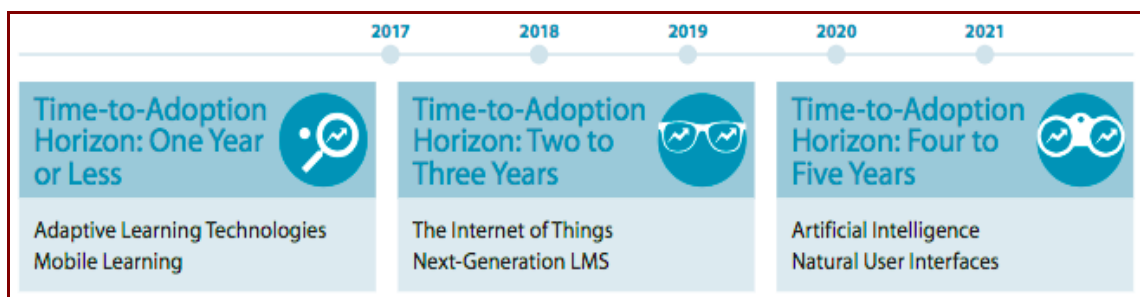 2017 2018 2019 2020 2021
Time-to-Adoption
Horizon: One Year
or Less
Adaptive Learning Technologies
Mobile Learning
Time-to-Adoption
Horizon: Two to
Three Years
The Internet of Things
Next-Generation LMS
Time-to-Adoption
Horizon: Four to
Five Years
Artificial Intelligence
Natural User Interfaces